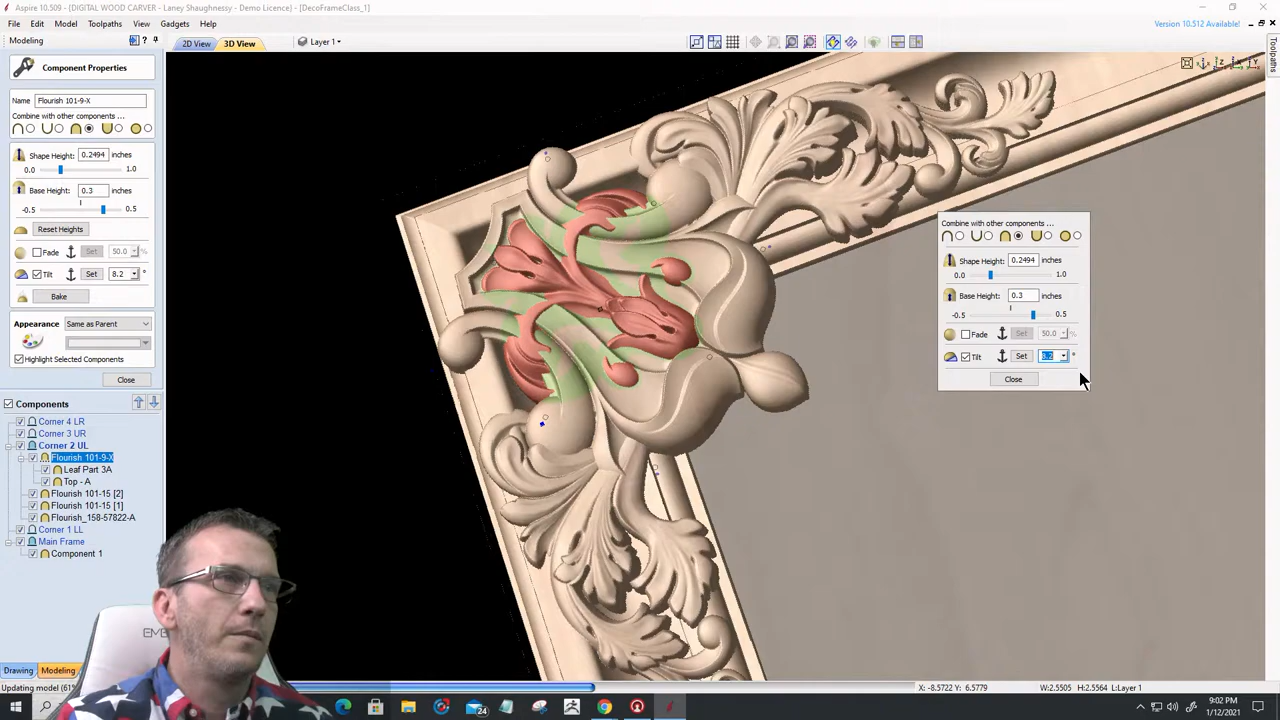 Aspire 10.509 - [DIGITAL WOOD CARVER - Laney Shaughnessy - Demo Licence] - [DecoFrameClass_1]
File Edit Model Toolpaths View Gadgets Help
Version 10.512 Available!
Modeling
2D View 3D View Layer 1
Toolpaths
Component Properties
Name Flourish 101-9-X
Combine with other components ...
Shape Height: 0.2494 inches
0.0 1.0
Base Height: 0.3 inches
-0.5 0.5
Reset Heights
Fade Set 50.0 %
Tilt Set 8.2 °
Bake
Appearance Same as Parent
Highlight Selected Components
Close
Components
Corner 4 LR
Corner 3 UR
Corner 2 UL
Flourish 101-9-X
Leaf Part 3A
Top - A
Flourish 101-15 [2]
Flourish 101-15 [1]
Flourish_158-57822-A
Corner 1 LL
Main Frame
Component 1
Combine with other components ...
Shape Height: 0.2494 inches
0.0 1.0
Base Height: 0.3 inches
-0.5 0.5
Fade Set 50.0 %
Tilt Set 8.2 °
Close
Drawing Modeling
Updating model (61%
X: -8.5722 Y: 6.5779 W:2.5505 H:2.5564 L:Layer 1
24
9:02 PM
1/12/2021